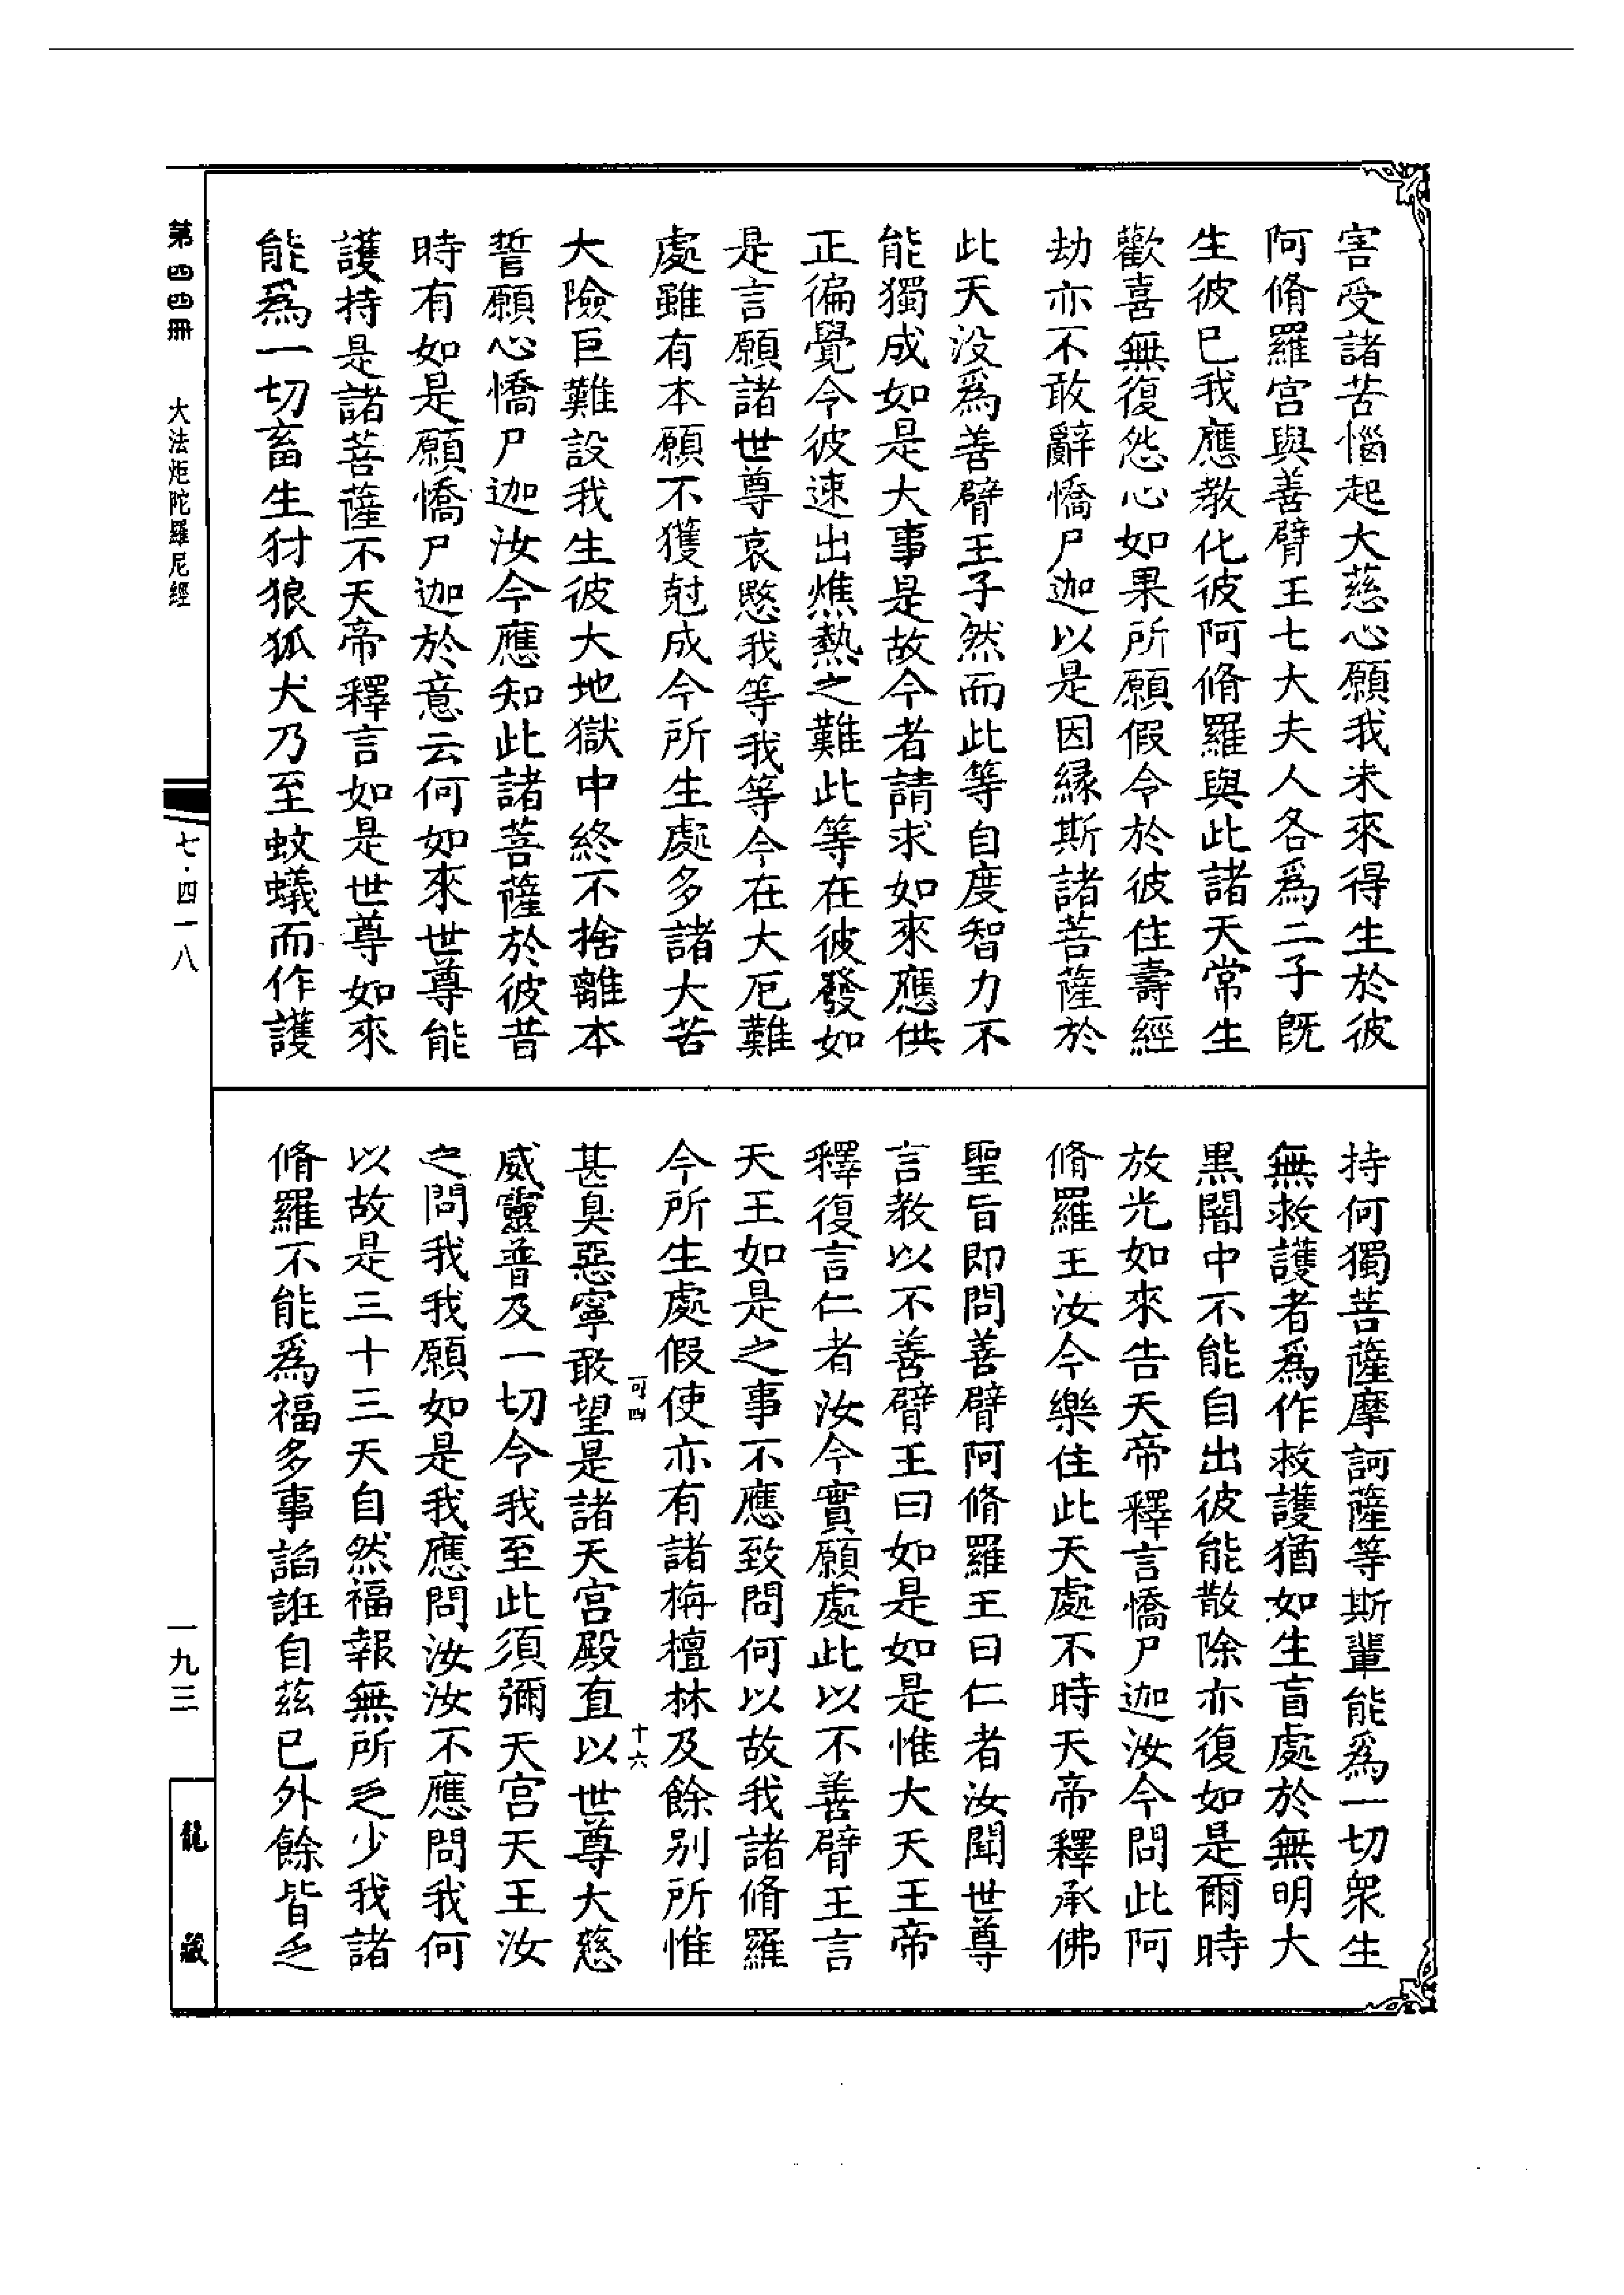 害受諸苦惱起大慈心願我未來得生於彼
阿脩羅宮與善臂王七大夫人各爲二子旣
生彼已我應教化彼阿脩羅與此諸天常生
歡喜無復怨心如果所願假令於彼住壽經
劫亦不敢辭憍尸迦以是因緣斯諸菩薩於
此天没爲善臂王子然而此等自度智力不
能獨成如是大事是故今者請求如來應供
正徧覺令彼速出燋熱之難此等在彼發如
是言願諸世尊哀愍我等我等今在大厄難
處雖有本願不獲尅成今所生處多諸大苦
大險巨難設我生彼大地獄中終不捨離本
誓願心憍尸迦汝今應知此諸菩薩於彼昔
時有如是願憍尸迦於意云何如來世尊能
護持是諸菩薩不天帝釋言如是世尊如來
能爲一切畜生犲狼狐犬乃至蚊蟻而作護
持何獨菩薩摩訶薩等斯輩能爲一切衆生
無救護者爲作救護猶如生盲處於無明大
黑闇中不能自出彼能散除亦復如是爾時
放光如來告天帝釋言憍尸迦汝今問此阿
脩羅王汝今樂住此天處不時天帝釋承佛
聖旨即問善臂阿脩羅王曰仁者汝聞世尊
言教以不善臂王曰如是如是惟大天王帝
釋復言仁者汝今實願處此以不善臂王言
天王如是之事不應致問何以故我諸脩羅
今所生處假使亦有諸栴檀林及餘別所惟
可四
十六
甚臭惡寧敢望是諸天宮殿直以世尊大慈
威靈普及一切令我至此須彌天宮天王汝
之問我我願如是我應問汝汝不應問我何
以故是三十三天自然福報無所乏少我諸
脩羅不能爲福多事諂誑自茲已外餘皆乏
第四四册
大法炬陀羅尼經
七·四一八
一九三
龍藏